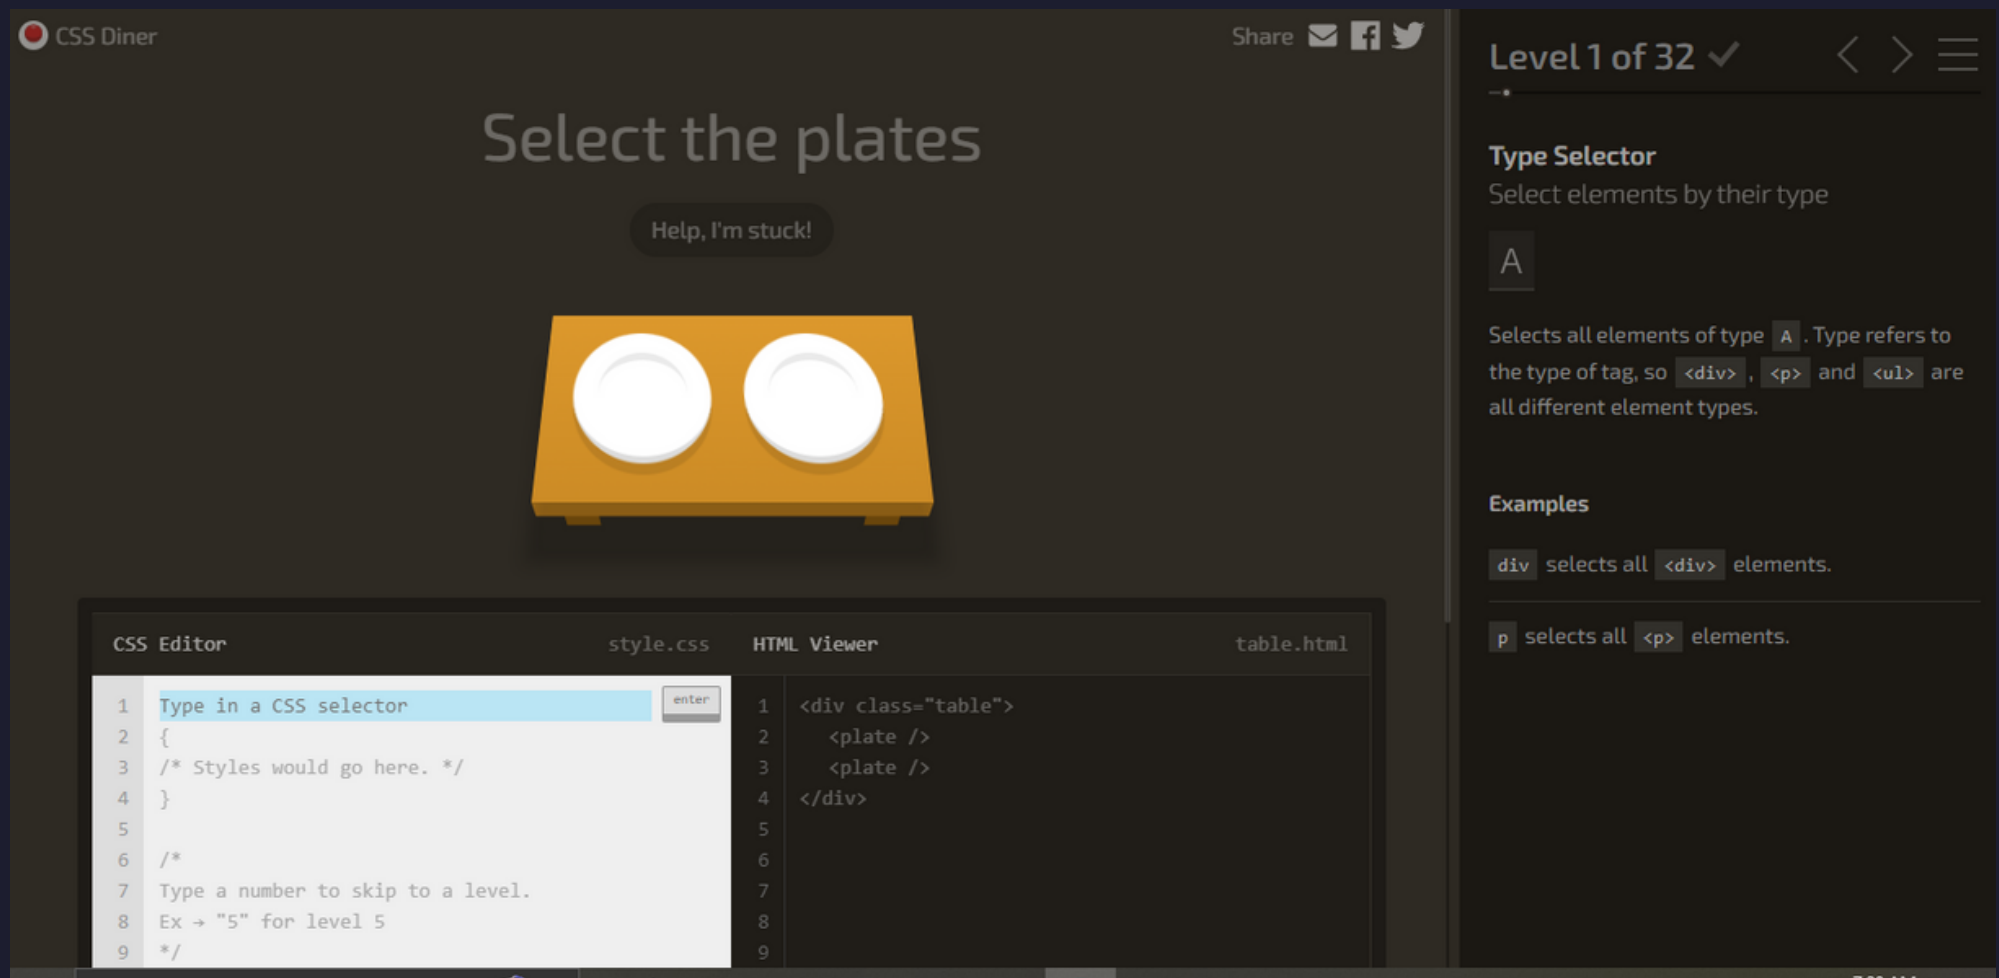 CSS Diner
Share
Select the plates
Help, I'm stuck!
CSS Editor
style.css
1 Type in a CSS selector
enter
2 {
3 /* Styles would go here. */
4 }
5
6 /*
7 Type a number to skip to a level.
8 Ex → "5" for level 5
9 */
HTML Viewer
table.html
1 <div class="table">
2 <plate />
3 <plate />
4 </div>
5
6
7
8
9
Level 1 of 32
Type Selector
Select elements by their type
A
Selects all elements of type A . Type refers to
the type of tag, so <div> , <p> and <ul> are
all different element types.
Examples
div selects all <div> elements.
p selects all <p> elements.